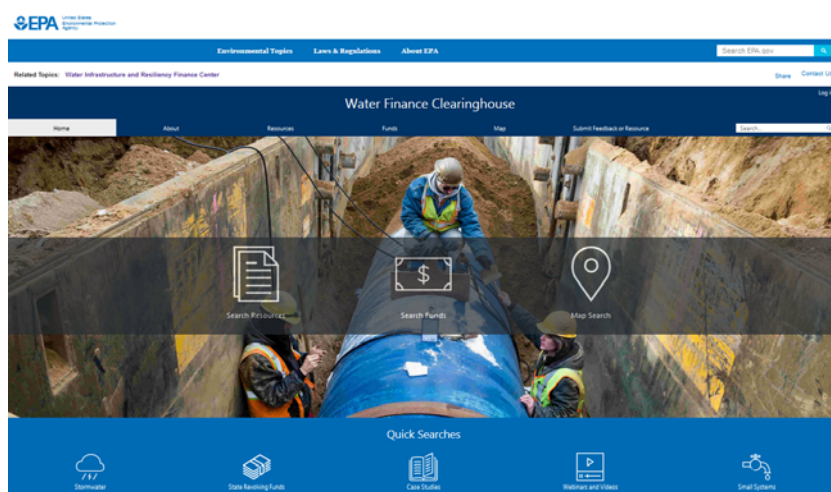 EPA United States
Environmental Protection
Agency
Environmental Topics Laws & Regulations About EPA Search EPA.gov
Related Topics: Water Infrastructure and Resiliency Finance Center Share Contact Us
Log in
Water Finance Clearinghouse
Home About Resources Funds Map Submit Feedback or Resource Search...
$
Search Resources Search Funds Map Search
Quick Searches
Stormwater State Revolving Funds Case Studies Webinars and Videos Small Systems